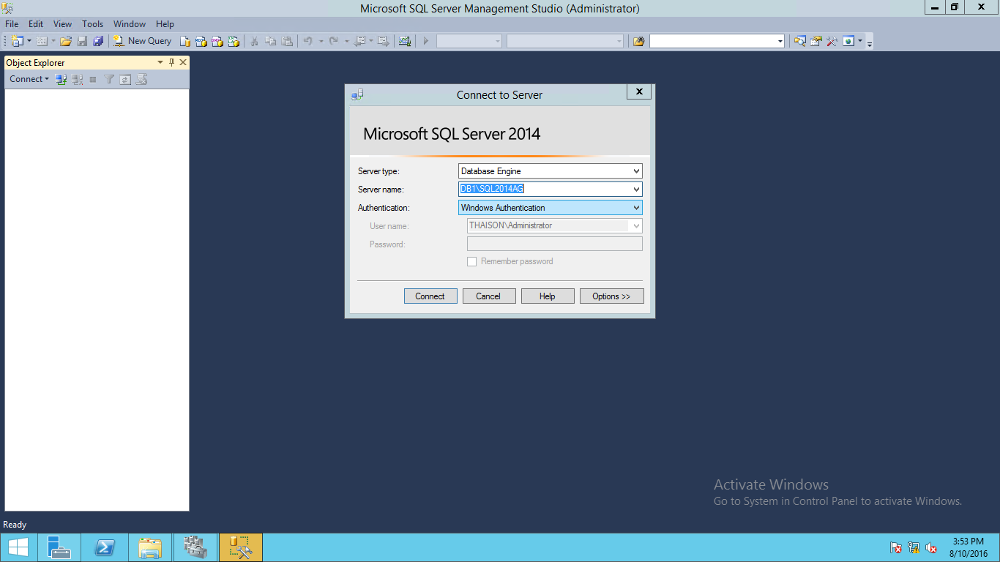 Microsoft SQL Server Management Studio (Administrator)
File Edit View Tools Window Help
New Query
Object Explorer
Connect
Connect to Server
Microsoft SQL Server 2014
Server type: Database Engine
Server name: DB1\SQL2014AG
Authentication: Windows Authentication
User name: THAISON\Administrator
Password:
Remember password
Connect Cancel Help Options >>
Activate Windows
Go to System in Control Panel to activate Windows.
Ready
3:53 PM
8/10/2016